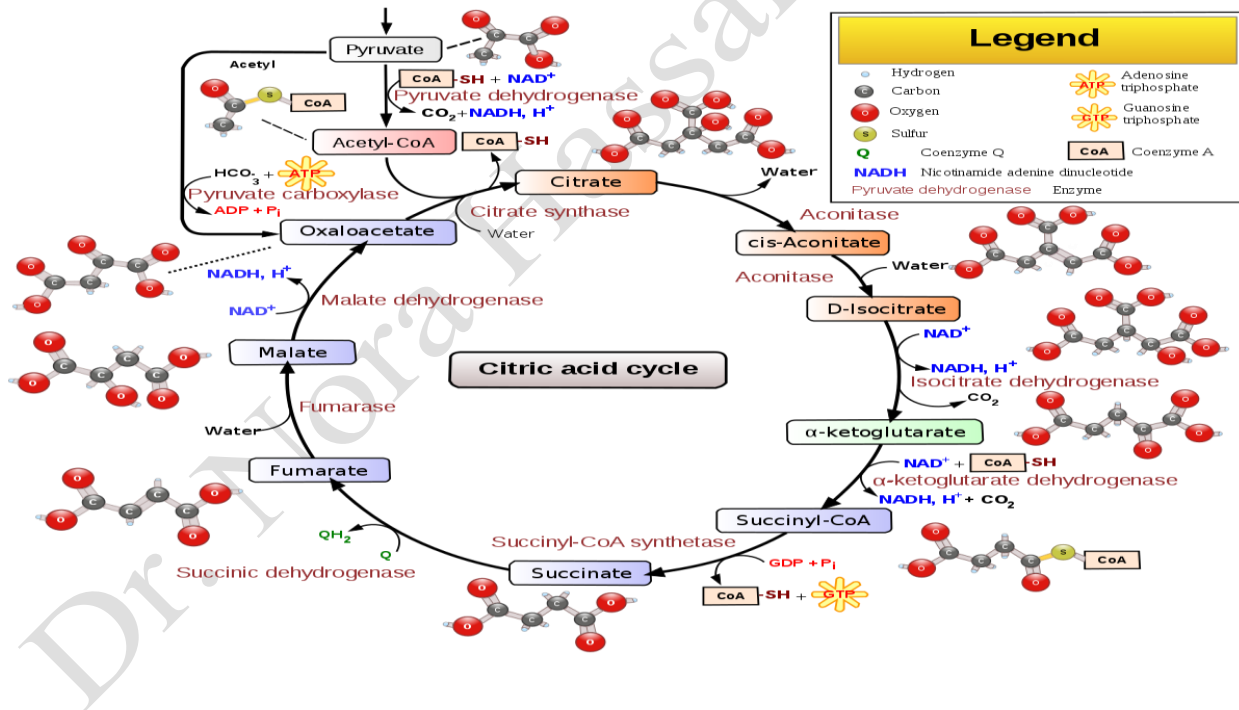 Pyruvate
Acetyl
CoA-SH + NAD⁺
Pyruvate dehydrogenase
CO₂+NADH, H⁺
S
CoA
Acetyl-CoA
CoA-SH
HCO₃⁻ + ATP
Pyruvate carboxylase
ADP + Pᵢ
Citrate
Citrate synthase
Water
Oxaloacetate
Water
Aconitase
cis-Aconitate
Aconitase
Water
D-Isocitrate
NAD⁺
NADH, H⁺
Isocitrate dehydrogenase
CO₂
α-ketoglutarate
NAD⁺ + CoA-SH
α-ketoglutarate dehydrogenase
NADH, H⁺ + CO₂
Succinyl-CoA
S
CoA
Succinyl-CoA synthetase
GDP + Pᵢ
CoA-SH + GTP
Succinate
QH₂
Q
Succinic dehydrogenase
Fumarate
Water
Fumarase
Malate
NADH, H⁺
NAD⁺
Malate dehydrogenase
Citric acid cycle
Legend
Hydrogen
C Carbon
O Oxygen
S Sulfur
Q Coenzyme Q
NADH Nicotinamide adenine dinucleotide
Pyruvate dehydrogenase Enzyme
ATP Adenosine
triphosphate
GTP Guanosine
triphosphate
CoA Coenzyme A
Dr. Nora Hassa